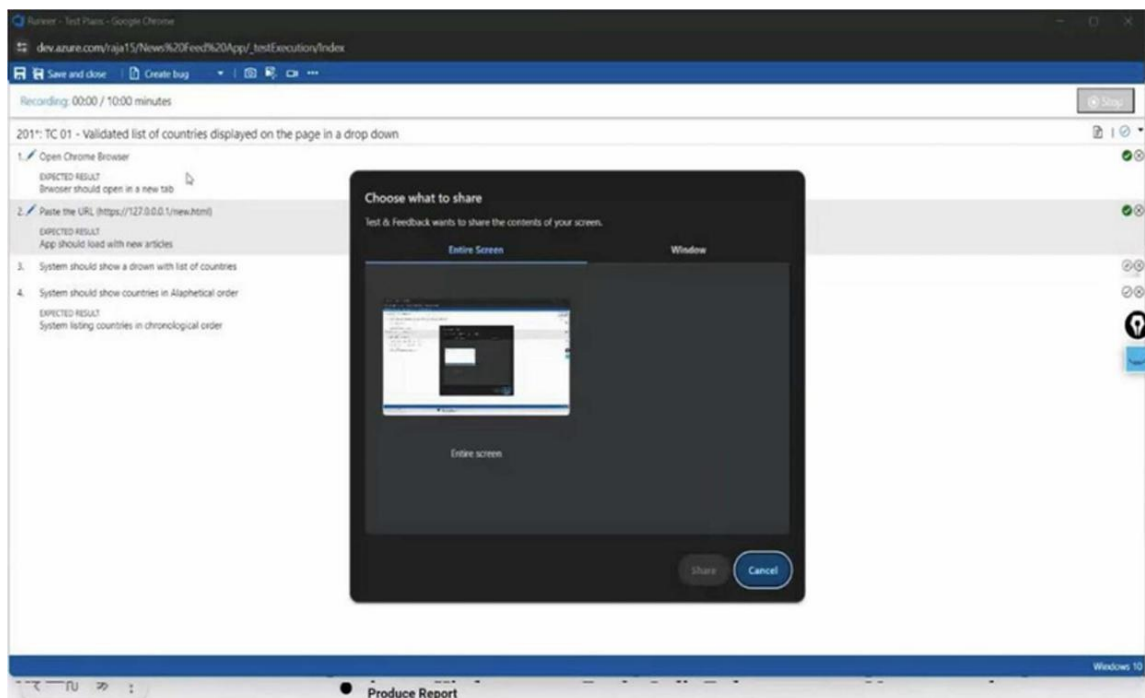 Runner - Test Plans - Google Chrome
dev.azure.com/raja15/News%20Feed%20App/_testExecution/Index
Save and close Create bug
Recording: 00:00 / 10:00 minutes
Stop
201*: TC 01 - Validated list of countries displayed on the page in a drop down
1. Open Chrome Browser
EXPECTED RESULT
Brwoser should open in a new tab
2. Paste the URL (https://127.0.0.1/new.html)
EXPECTED RESULT
App should load with new articles
3. System should show a drown with list of countries
4. System should show countries in Alaphetical order
EXPECTED RESULT
System listing countries in chronological order
Choose what to share
Test & Feedback wants to share the contents of your screen.
Entire Screen Window
Entire screen
Share Cancel
Windows 10
Produce Report